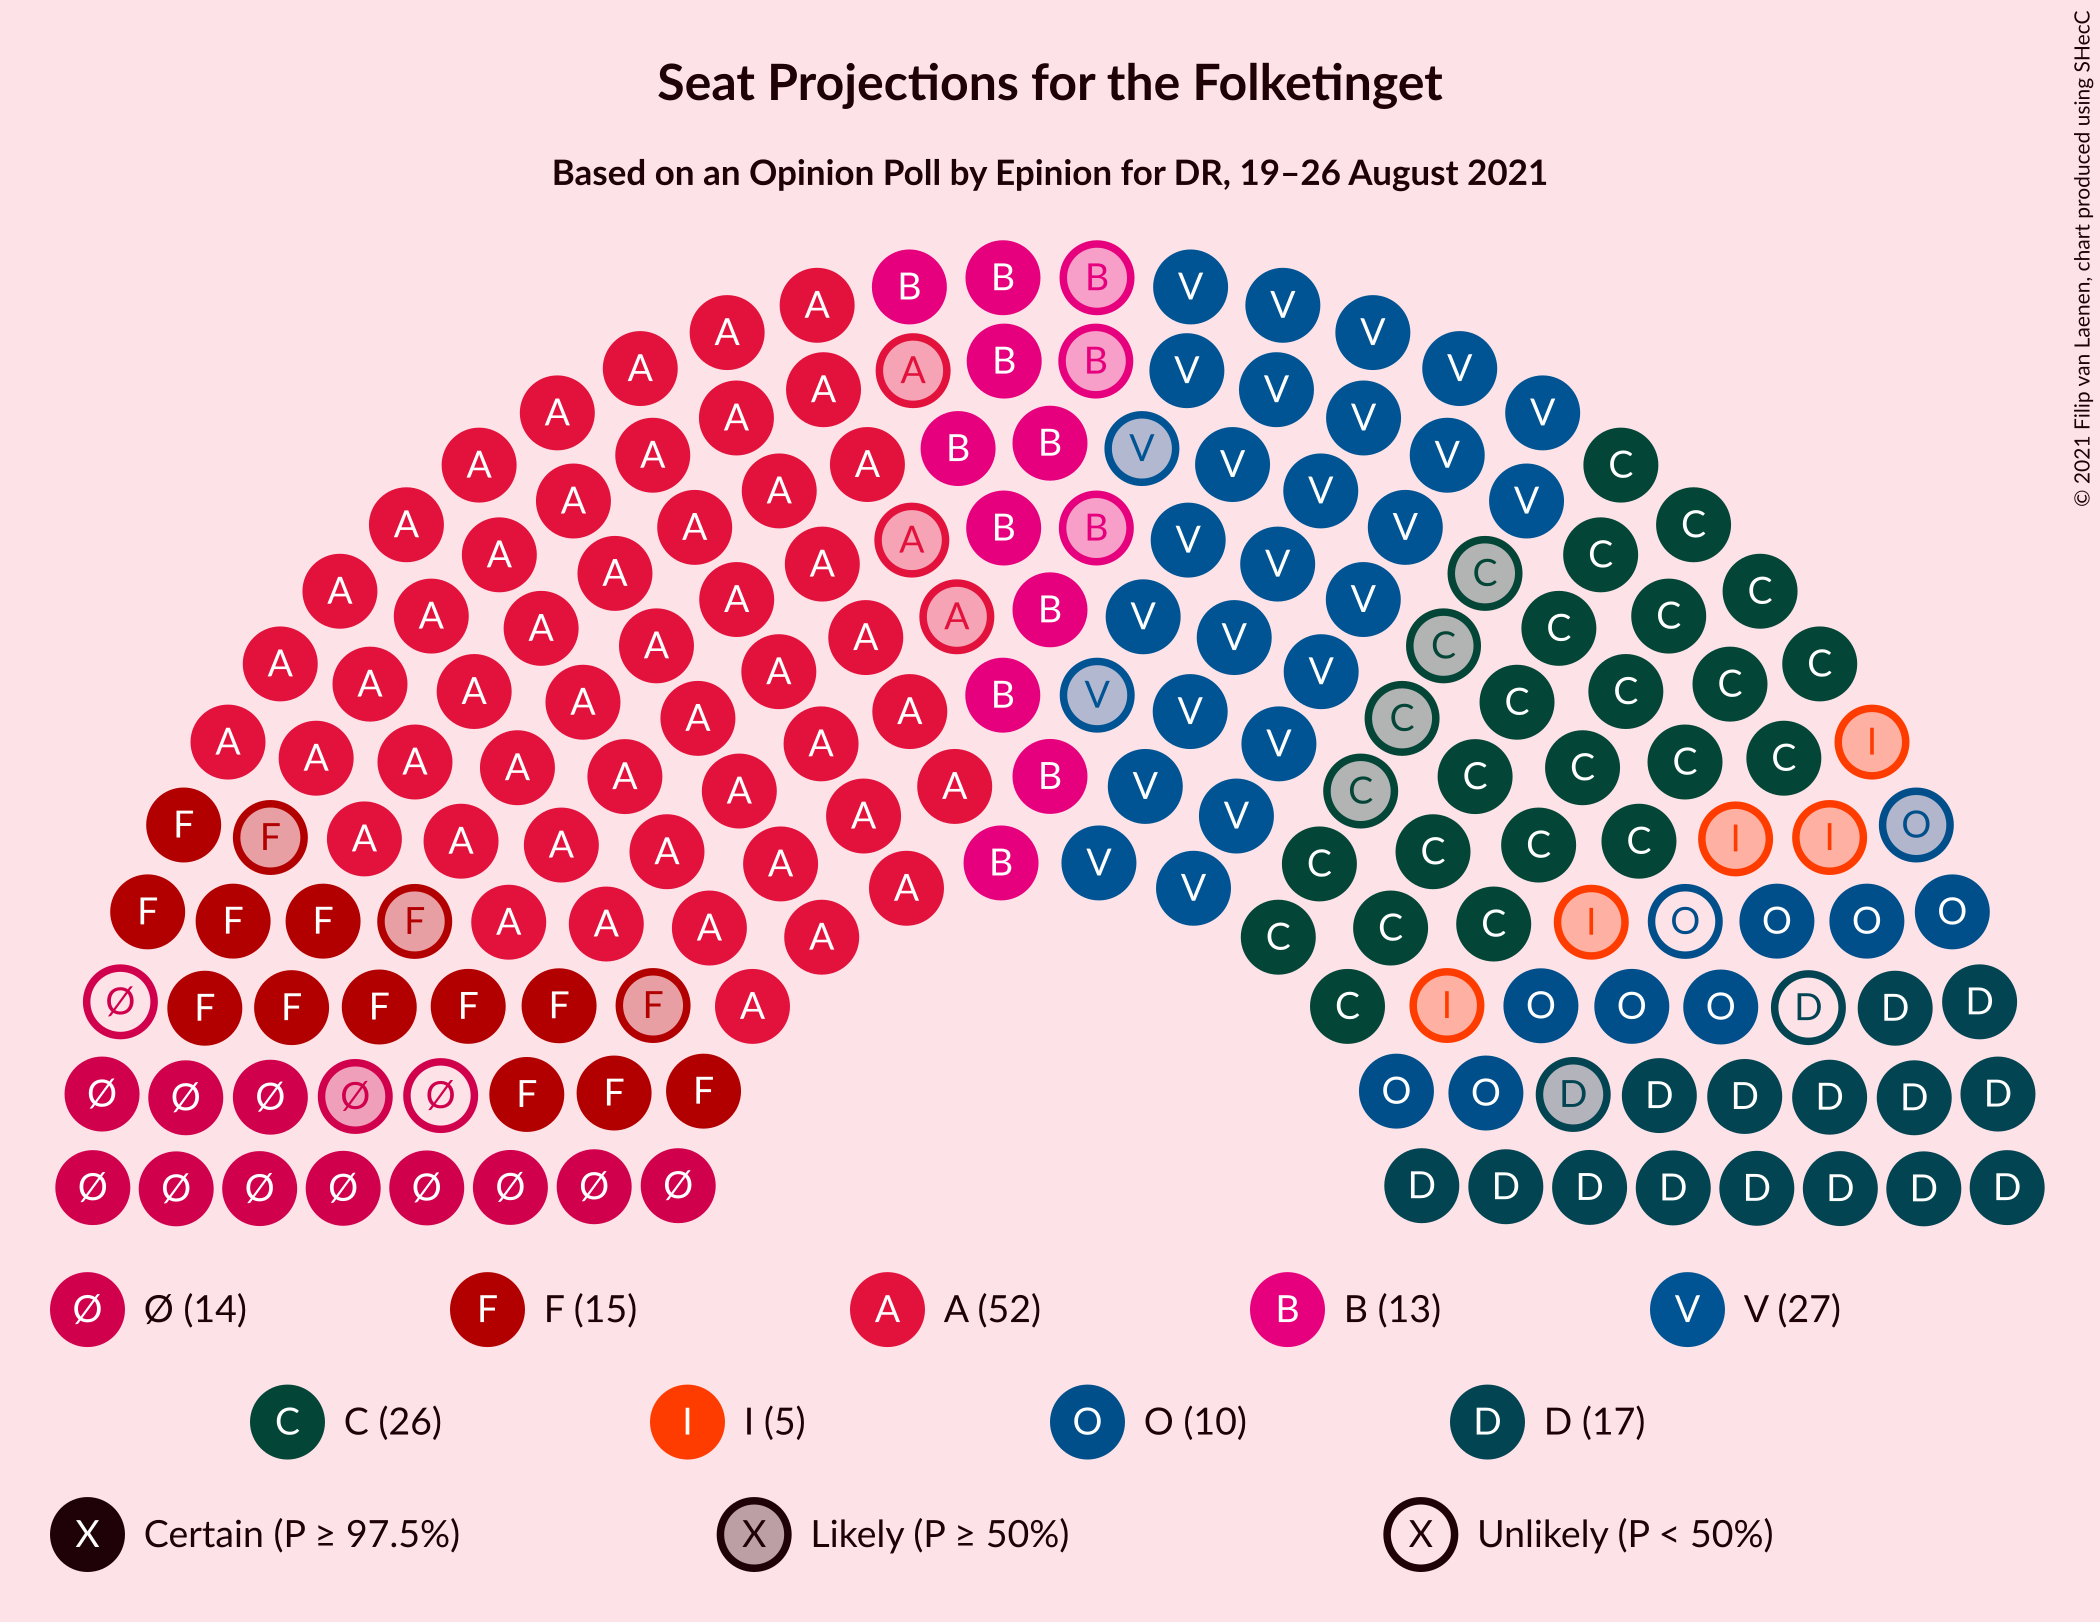 Seat Projections for the Folketinget
Based on an Opinion Poll by Epinion for DR, 19–26 August 2021
© 2021 Filip van Laenen, chart produced using SHecC
B B B V V
A A V V
A A B B V V V
A A V V V
A A B B V V V C
A A V V V
A A A B B V V C C
A A A V V V C C
A A A A B V V V C C
A A A V V C C C
A A A A A B V V V C C C C
A A A A V C C C C
A A A A A A B V V C C C C I
F F A A A A A A B V V C C C C I I O
F F F F A A A A A C C C I O O O O
Ø F F F F F F A C I O O O D D D
Ø Ø Ø Ø Ø F F F O O D D D D D D
Ø Ø Ø Ø Ø Ø Ø Ø D D D D D D D D
Ø Ø (14) F F (15) A A (52) B B (13) V V (27)
C C (26) I I (5) O O (10) D D (17)
X Certain (P ≥ 97.5%) X Likely (P ≥ 50%) X Unlikely (P < 50%)